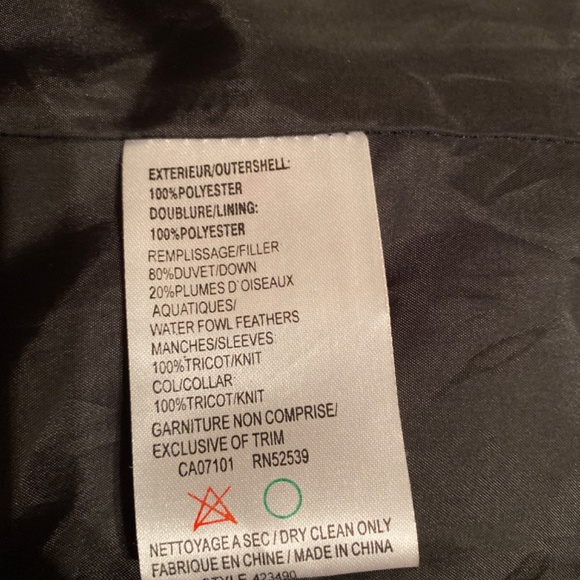 EXTERIEUR/OUTERSHELL:
100%POLYESTER
DOUBLURE/LINING:
100%POLYESTER
REMPLISSAGE/FILLER
80%DUVET/DOWN
20%PLUMES D'OISEAUX
AQUATIQUES/
WATER FOWL FEATHERS
MANCHES/SLEEVES:
100%TRICOT/KNIT
COL/COLLAR
100%TRICOT/KNIT
GARNITURE NON COMPRISE/
EXCLUSIVE OF TRIM
CA07101 RN52539
NETTOYAGE A SEC / DRY CLEAN ONLY
FABRIQUE EN CHINE / MADE IN CHINA
STYLE 423490